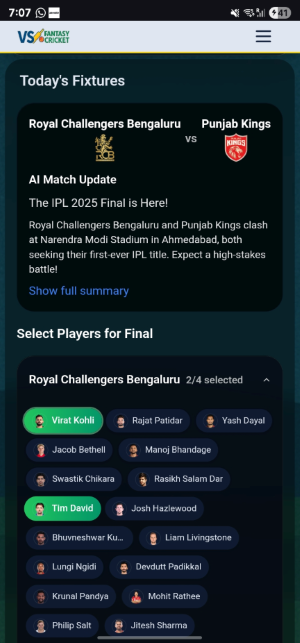 7:07
41
VS FANTASY
CRICKET
Today's Fixtures
Royal Challengers Bengaluru
vs
Punjab Kings
RCB
KINGS
AI Match Update
The IPL 2025 Final is Here!
Royal Challengers Bengaluru and Punjab Kings clash
at Narendra Modi Stadium in Ahmedabad, both
seeking their first-ever IPL title. Expect a high-stakes
battle!
Show full summary
Select Players for Final
Royal Challengers Bengaluru 2/4 selected
Virat Kohli Rajat Patidar Yash Dayal
Jacob Bethell Manoj Bhandage
Swastik Chikara Rasikh Salam Dar
Tim David Josh Hazlewood
Bhuvneshwar Ku... Liam Livingstone
Lungi Ngidi Devdutt Padikkal
Krunal Pandya Mohit Rathee
Philip Salt Jitesh Sharma